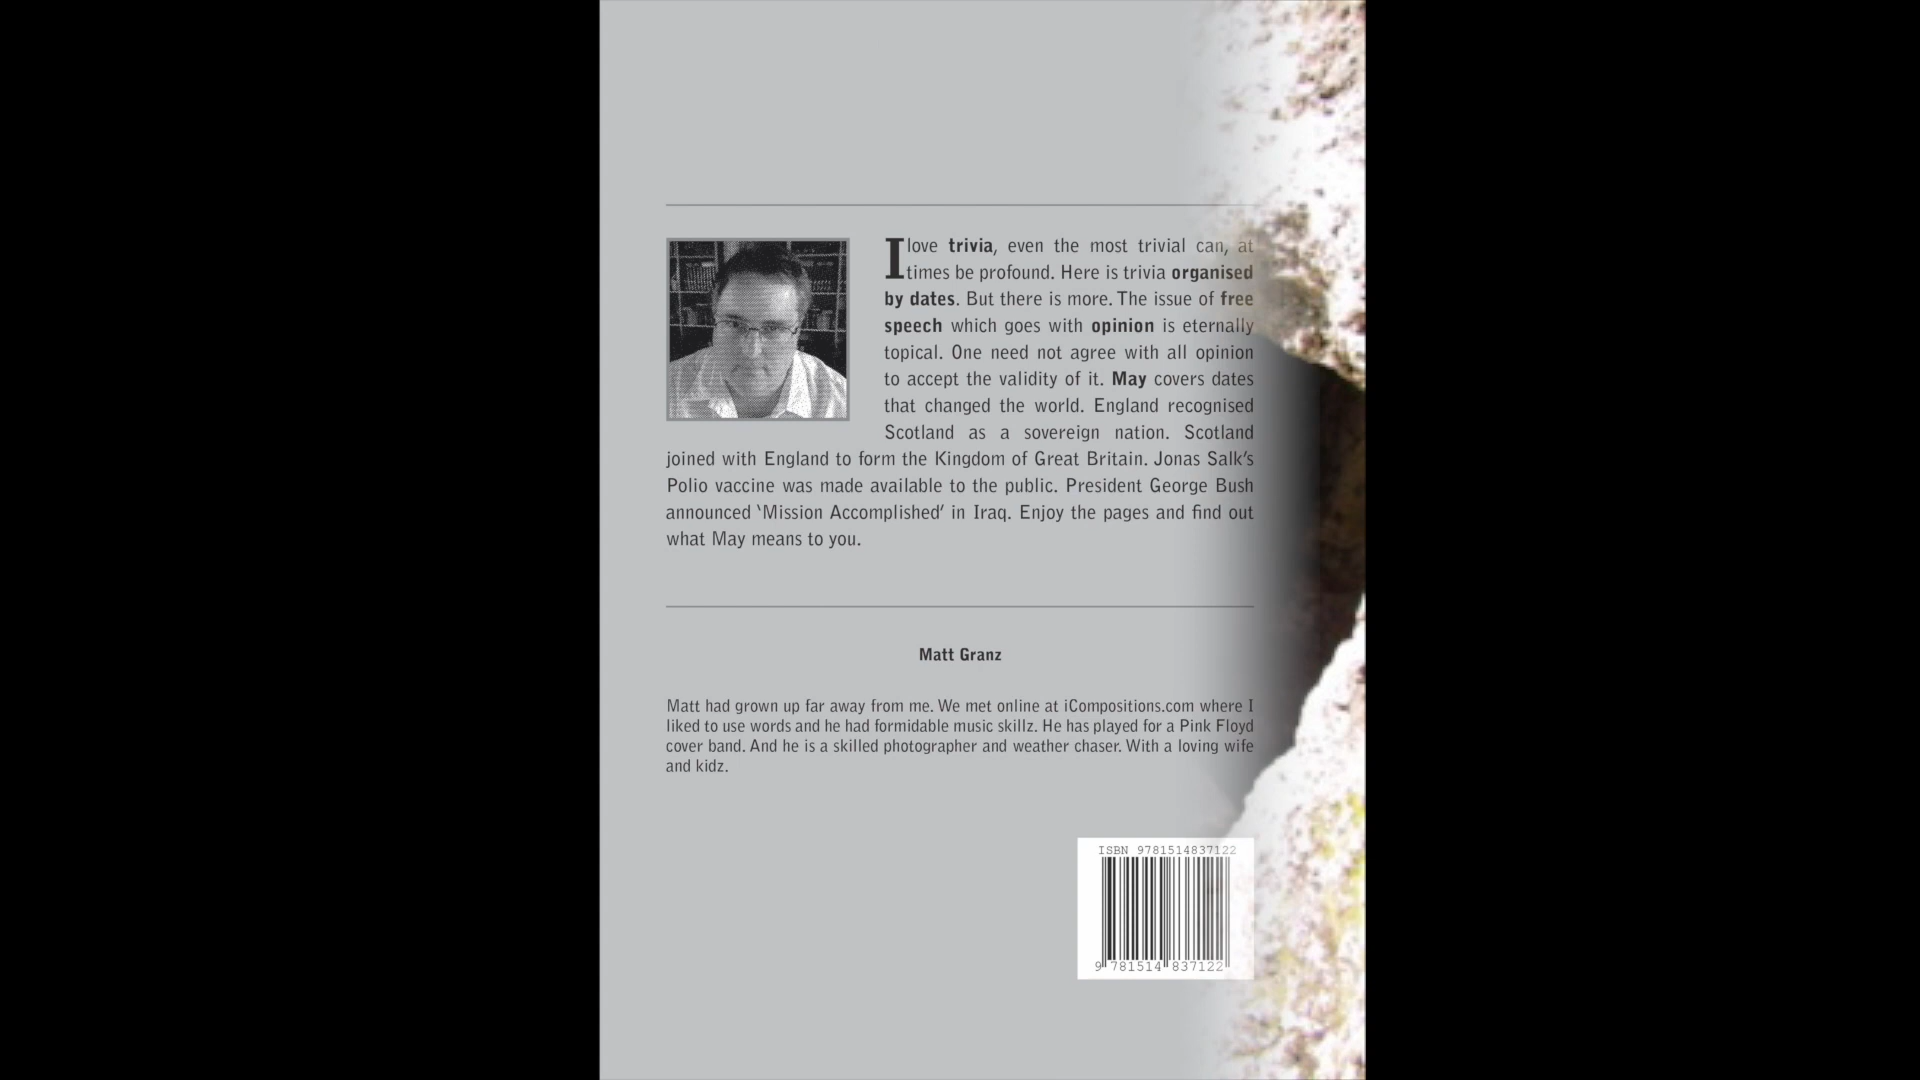 I love trivia, even the most trivial can, at
times be profound. Here is trivia organised
by dates. But there is more. The issue of free
speech which goes with opinion is eternally
topical. One need not agree with all opinion
to accept the validity of it. May covers dates
that changed the world. England recognised
Scotland as a sovereign nation. Scotland
joined with England to form the Kingdom of Great Britain. Jonas Salk’s
Polio vaccine was made available to the public. President George Bush
announced ‘Mission Accomplished’ in Iraq. Enjoy the pages and find out
what May means to you.
Matt Granz
Matt had grown up far away from me. We met online at iCompositions.com where I
liked to use words and he had formidable music skillz. He has played for a Pink Floyd
cover band. And he is a skilled photographer and weather chaser. With a loving wife
and kidz.
ISBN 9781514837122
9 781514 837122